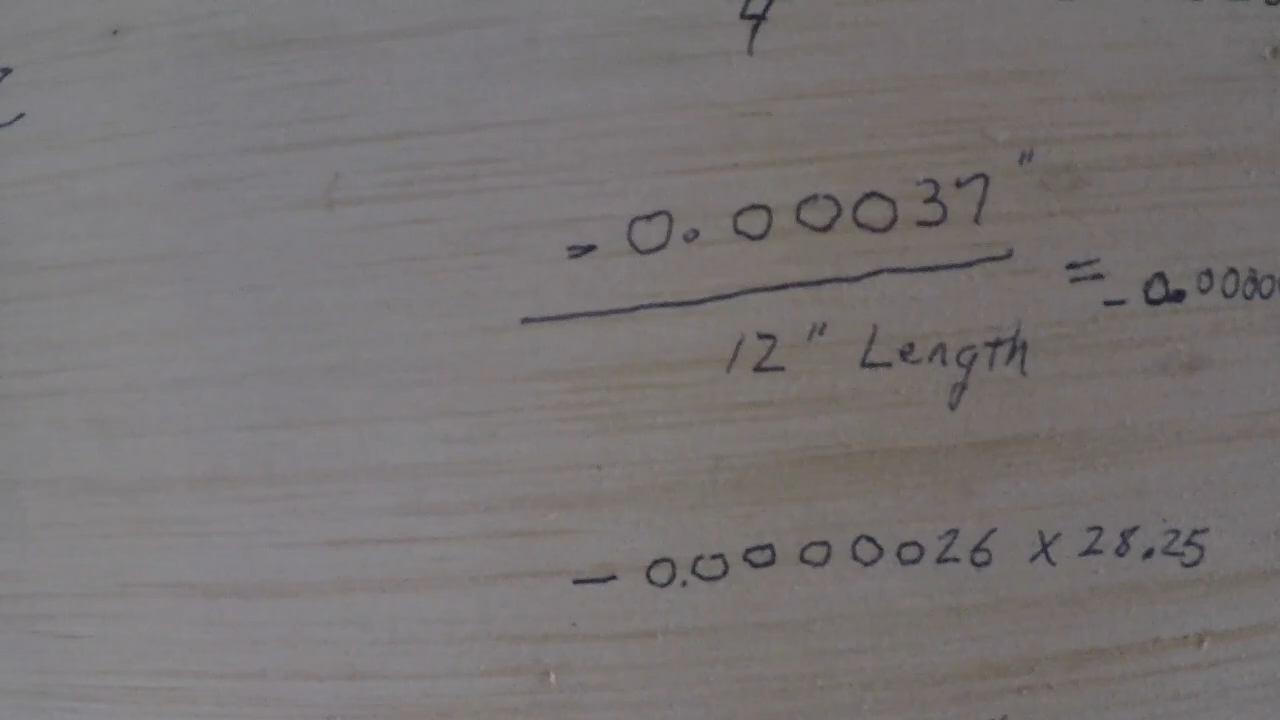 4
- 0.00037"
12" Length
= - 0.0000
- 0.0000026 x 28.25